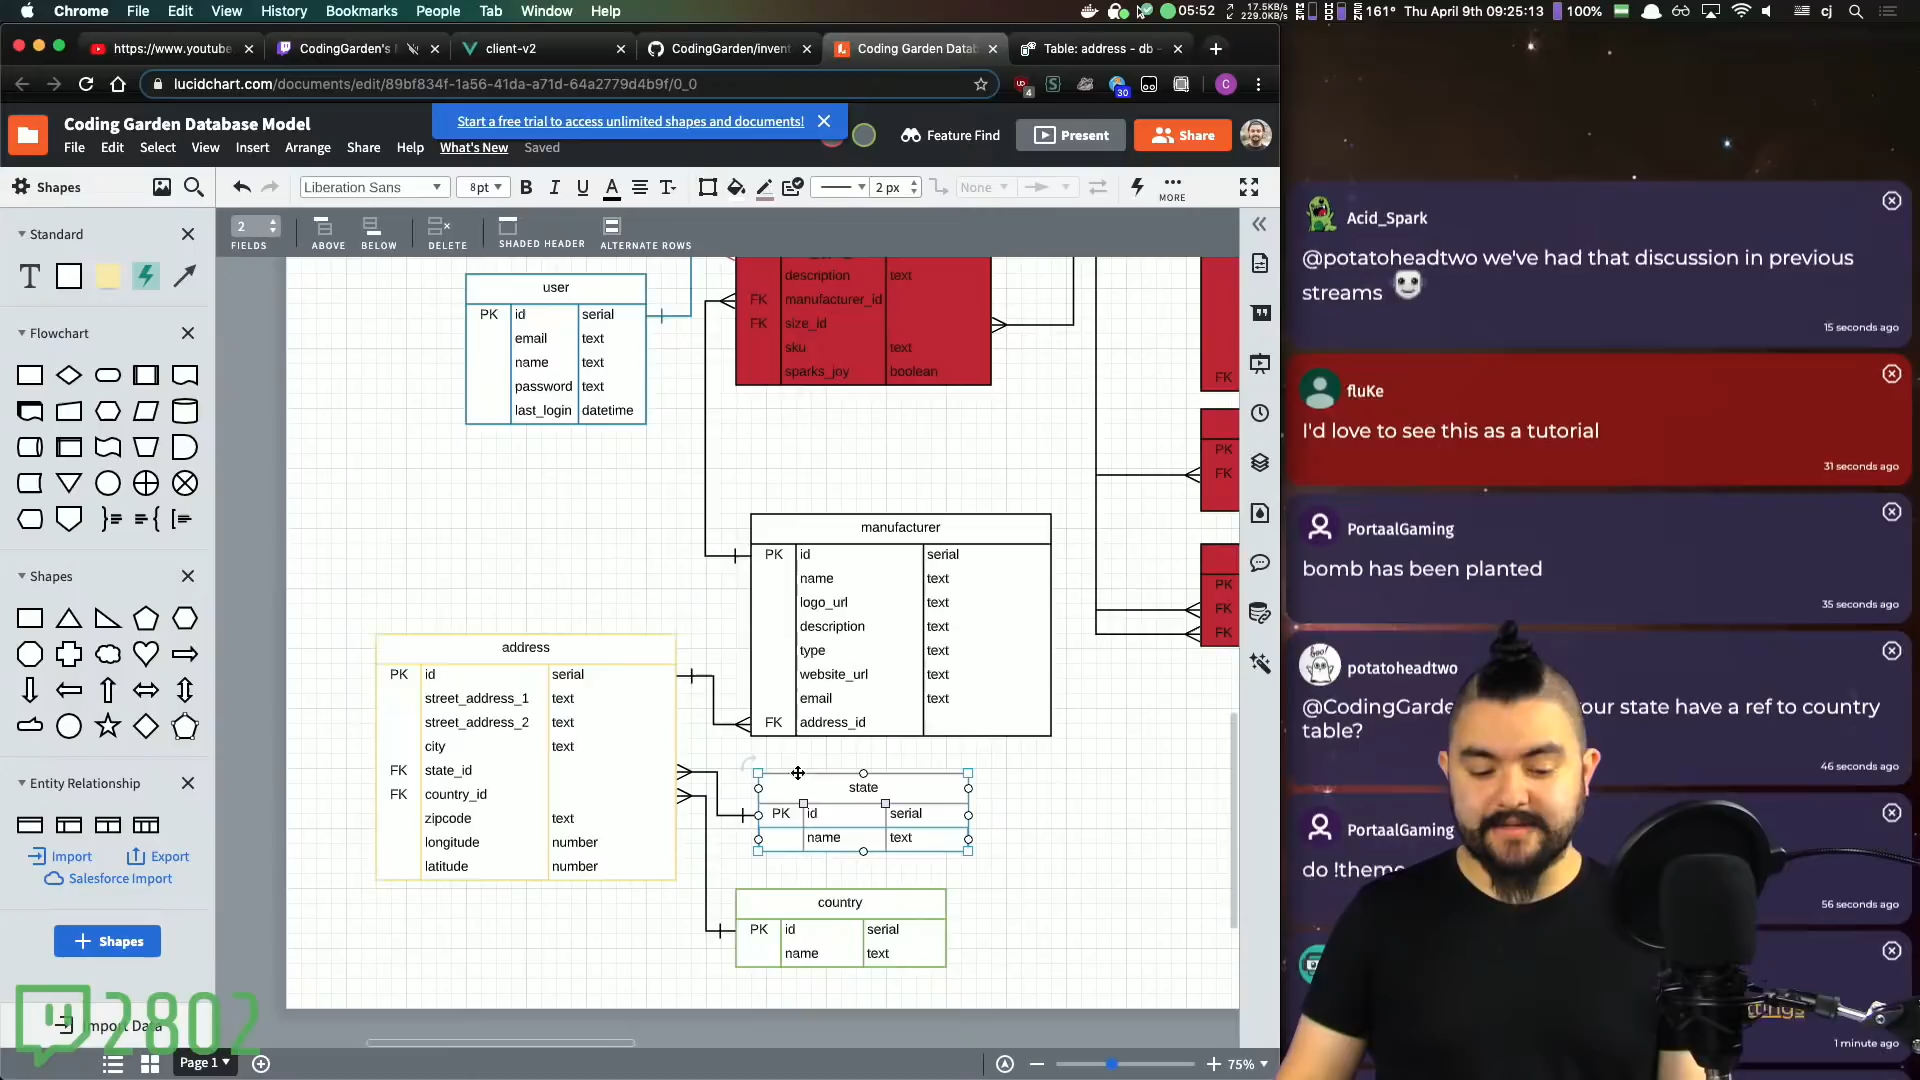 Chrome File Edit View History Bookmarks People Tab Window Help
05:52 17.5KB/s 229.0KB/s 161° Thu April 9th 09:25:13 100% cj
https://www.youtube.
CodingGarden's
client-v2
CodingGarden/invent
Coding Garden Datab
Table: address - db
lucidchart.com/documents/edit/89bf834f-1a56-41da-a71d-64a2779d4b9f/0_0
4
30
C
Coding Garden Database Model
Start a free trial to access unlimited shapes and documents!
Feature Find
Present
Share
File Edit Select View Insert Arrange Share Help What's New Saved
Shapes
Liberation Sans
8pt
B I U A T
2 px
None
MORE
2
FIELDS
ABOVE
BELOW
DELETE
SHADED HEADER
ALTERNATE ROWS
Standard
T
Flowchart
Shapes
Entity Relationship
Import
Export
Salesforce Import
Shapes
Import Data
2802
Page 1
75%
user
PK id serial
email text
name text
password text
last_login datetime
description text
FK manufacturer_id
FK size_id
sku text
sparks_joy boolean
manufacturer
PK id serial
name text
logo_url text
description text
type text
website_url text
email text
FK address_id
address
PK id serial
street_address_1 text
street_address_2 text
city text
FK state_id
FK country_id
zipcode text
longitude number
latitude number
state
PK id serial
name text
country
PK id serial
name text
FK
PK
FK
PK
FK
FK
Acid_Spark
@potatoheadtwo we've had that discussion in previous
streams
15 seconds ago
fluKe
I'd love to see this as a tutorial
31 seconds ago
PortaalGaming
bomb has been planted
35 seconds ago
boo!
potatoheadtwo
@CodingGarde our state have a ref to country
table?
46 seconds ago
PortaalGaming
do !theme
56 seconds ago
ttings
1 minute ago